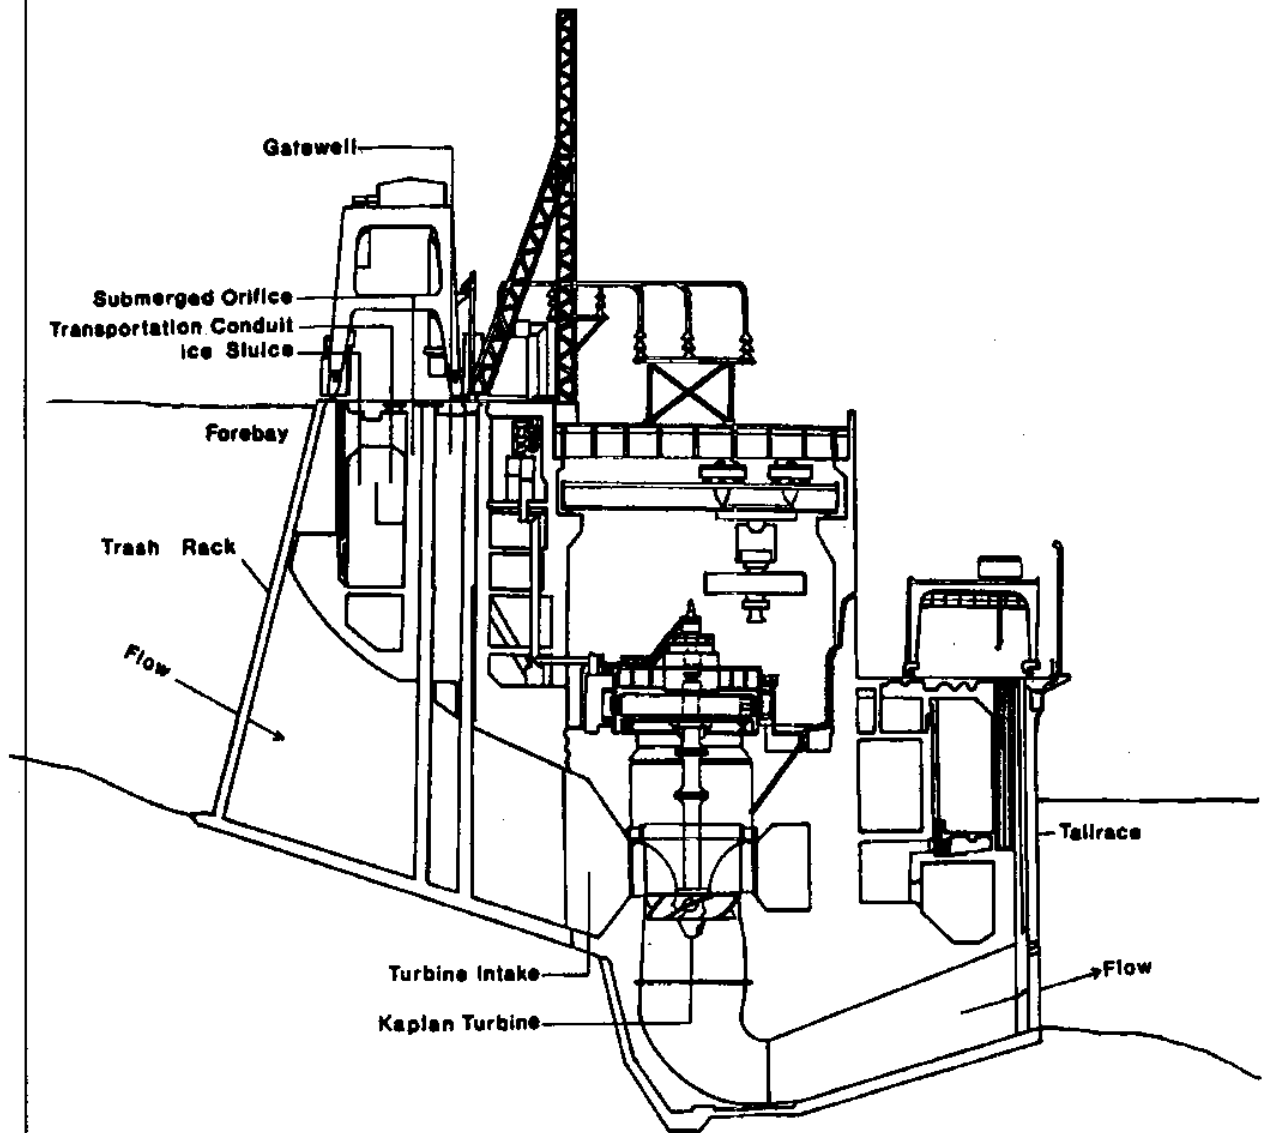 Gatewell
Submerged Orifice
Transportation Conduit
Ice Sluice
Forebay
Trash Rack
Flow
Tailrace
Turbine Intake
Flow
Kaplan Turbine